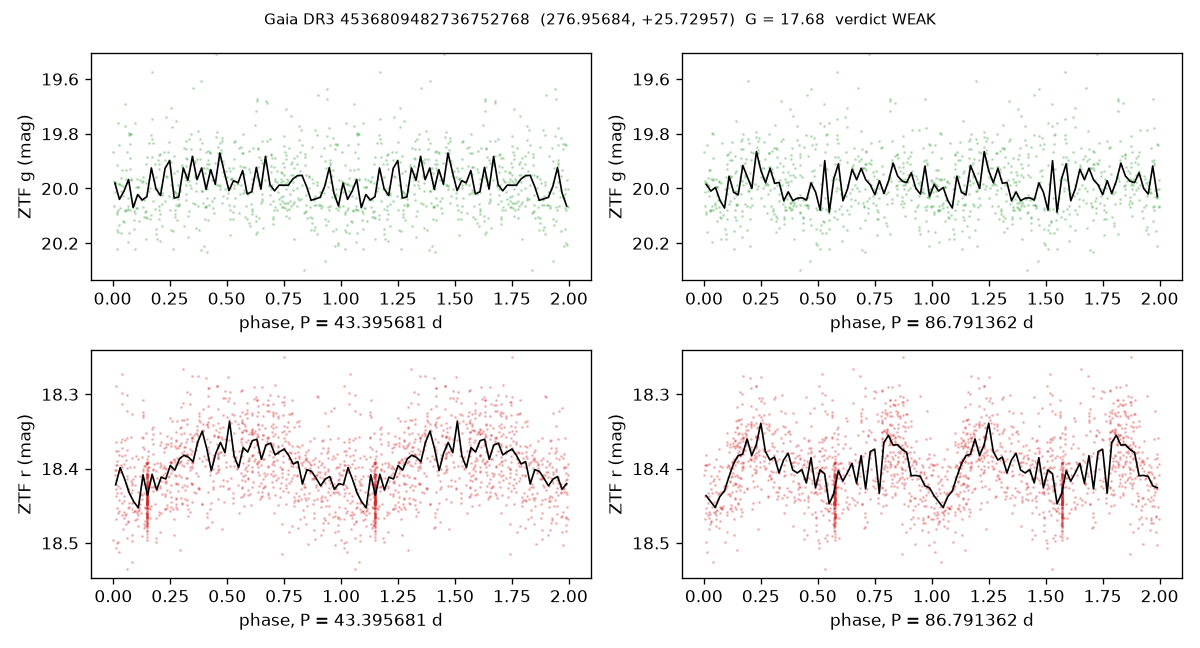 Gaia DR3 4536809482736752768  (276.95684, +25.72957)  G = 17.68  verdict WEAK
ZTF g (mag)
19.6
19.8
20.0
20.2
0.00 0.25 0.50 0.75 1.00 1.25 1.50 1.75 2.00
phase, P = 43.395681 d
ZTF g (mag)
19.6
19.8
20.0
20.2
0.00 0.25 0.50 0.75 1.00 1.25 1.50 1.75 2.00
phase, P = 86.791362 d
ZTF r (mag)
18.3
18.4
18.5
0.00 0.25 0.50 0.75 1.00 1.25 1.50 1.75 2.00
phase, P = 43.395681 d
ZTF r (mag)
18.3
18.4
18.5
0.00 0.25 0.50 0.75 1.00 1.25 1.50 1.75 2.00
phase, P = 86.791362 d